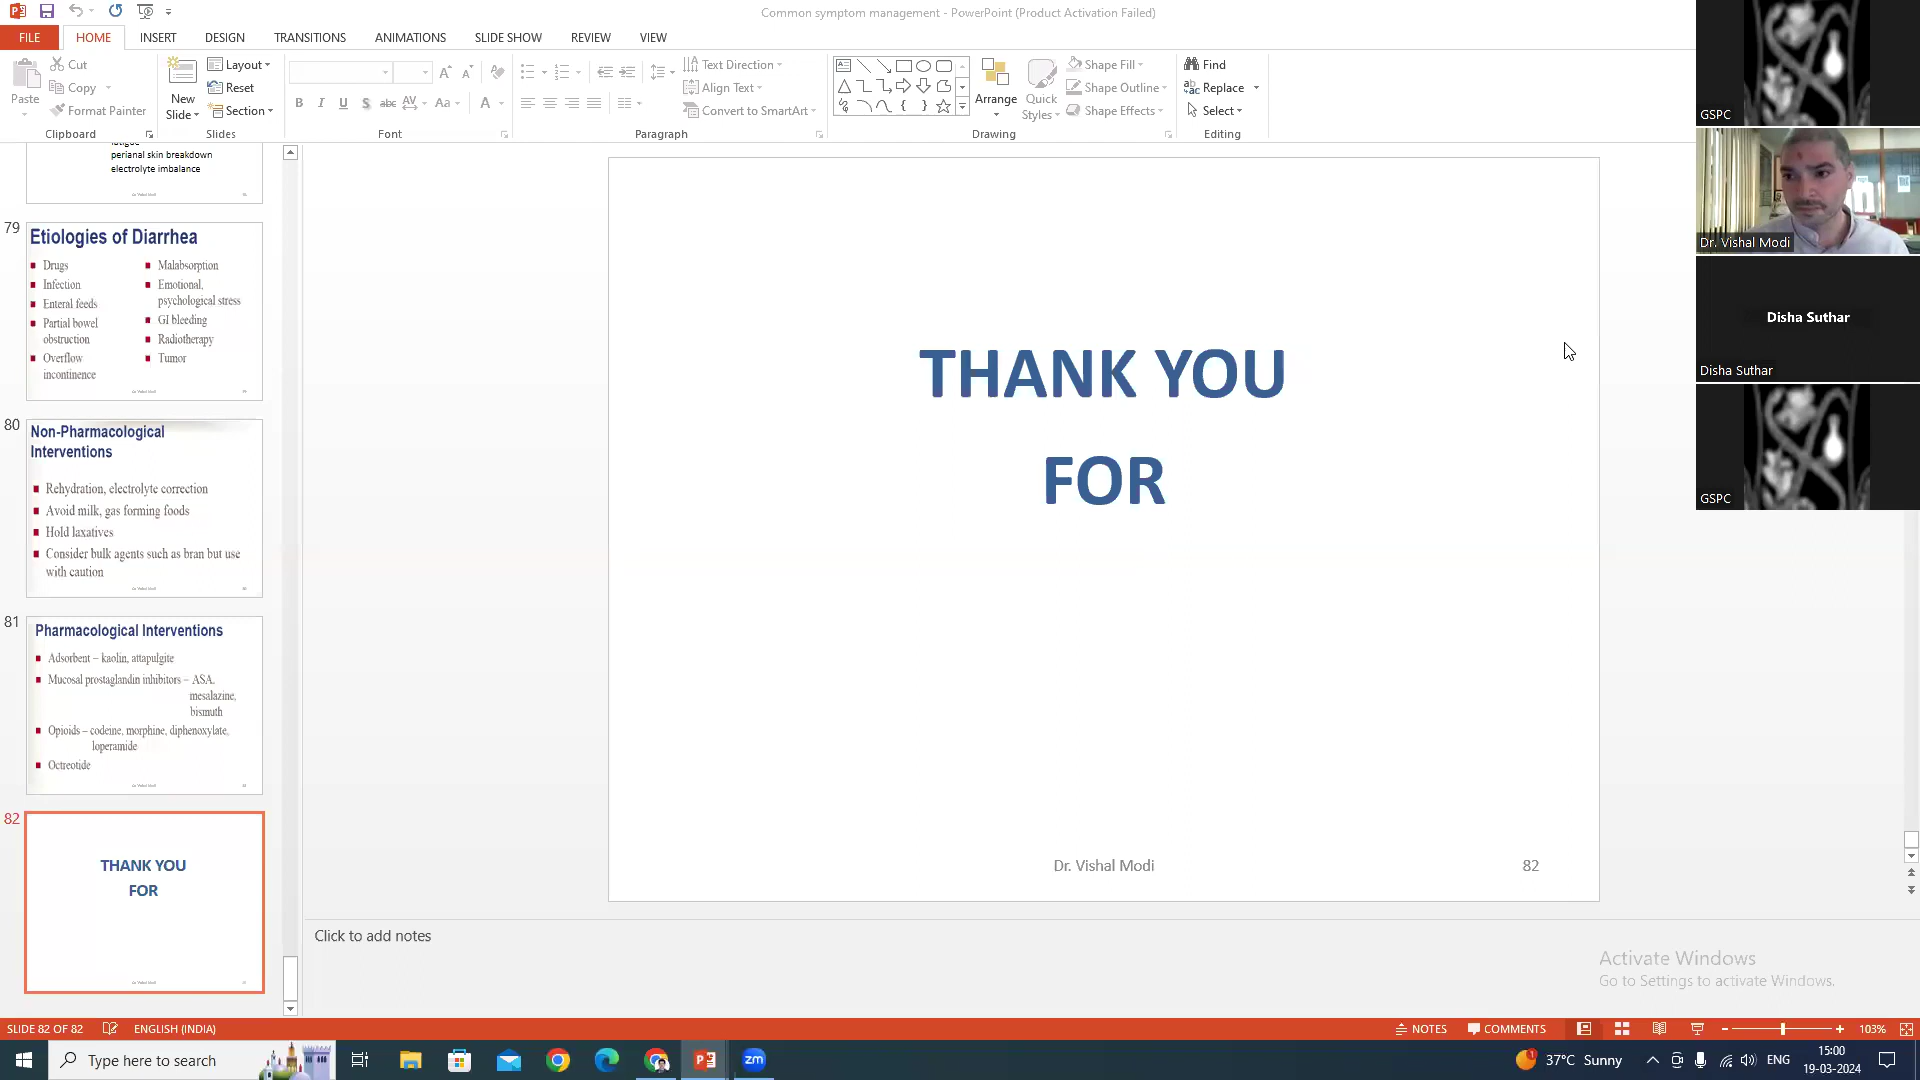 Common symptom management - PowerPoint (Product Activation Failed)
FILE HOME INSERT DESIGN TRANSITIONS ANIMATIONS SLIDE SHOW REVIEW VIEW
Paste
Cut
Copy
Format Painter
Clipboard
New
Slide
Layout
Reset
Section
Slides
B I U S abc AV Aa A
Font
Text Direction
Align Text
Convert to SmartArt
Paragraph
Arrange
Quick
Styles
Shape Fill
Shape Outline
Shape Effects
Drawing
Find
Replace
Select
Editing
GSPC
Dr. Vishal Modi
Disha Suthar
Disha Suthar
GSPC
fatigue
perianal skin breakdown
electrolyte imbalance
79
Etiologies of Diarrhea
Drugs
Infection
Enteral feeds
Partial bowel
obstruction
Overflow
incontinence
Malabsorption
Emotional,
psychological stress
GI bleeding
Radiotherapy
Tumor
80
Non-Pharmacological
Interventions
Rehydration, electrolyte correction
Avoid milk, gas forming foods
Hold laxatives
Consider bulk agents such as bran but use
with caution
81
Pharmacological Interventions
Adsorbent – kaolin, attapulgite
Mucosal prostaglandin inhibitors – ASA,
mesalazine,
bismuth
Opioids – codeine, morphine, diphenoxylate,
loperamide
Octreotide
82
THANK YOU
FOR
THANK YOU
FOR
Dr. Vishal Modi
82
Click to add notes
Activate Windows
Go to Settings to activate Windows.
SLIDE 82 OF 82 ENGLISH (INDIA) NOTES COMMENTS 103%
Type here to search
zm
37°C Sunny
ENG
15:00
19-03-2024